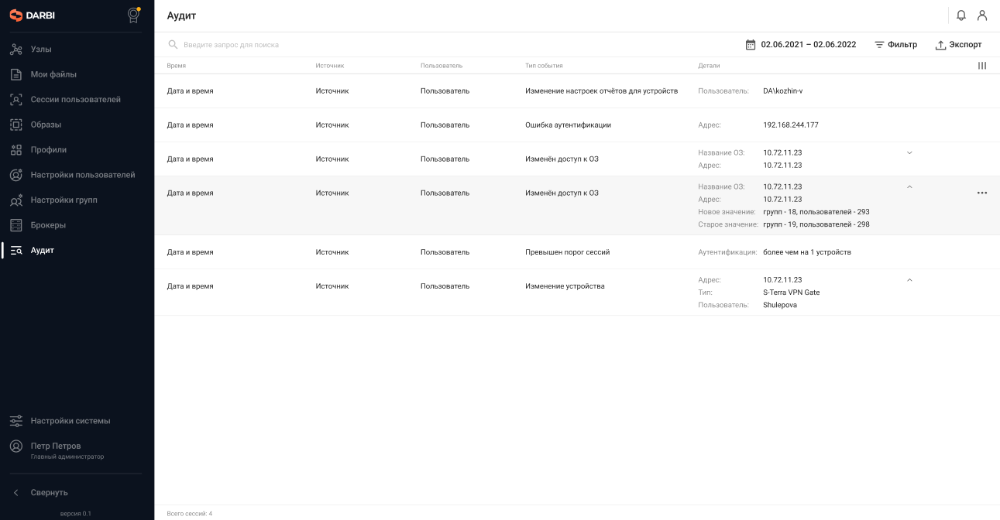 DARBI
Узлы
Мои файлы
Сессии пользователей
Образы
Профили
Настройки пользователей
Настройки групп
Брокеры
Аудит
Настройки системы
Петр Петров
Главный администратор
Свернуть
версия 0.1
Аудит
Введите запрос для поиска 02.06.2021 – 02.06.2022 Фильтр Экспорт
Время Источник Пользователь Тип события Детали
Дата и время Источник Пользователь Изменение настроек отчётов для устройств Пользователь: DA\kozhin-v
Дата и время Источник Пользователь Ошибка аутентификации Адрес: 192.168.244.177
Дата и время Источник Пользователь Изменён доступ к ОЗ Название ОЗ: 10.72.11.23
Адрес: 10.72.11.23
Дата и время Источник Пользователь Изменён доступ к ОЗ Название ОЗ: 10.72.11.23
Адрес: 10.72.11.23
Новое значение: групп - 18, пользователей - 293
Старое значение: групп - 19, пользователей - 298
Дата и время Источник Пользователь Превышен порог сессий Аутентификация: более чем на 1 устройств
Дата и время Источник Пользователь Изменение устройства Адрес: 10.72.11.23
Тип: S-Terra VPN Gate
Пользователь: Shulepova
Всего сессий: 4